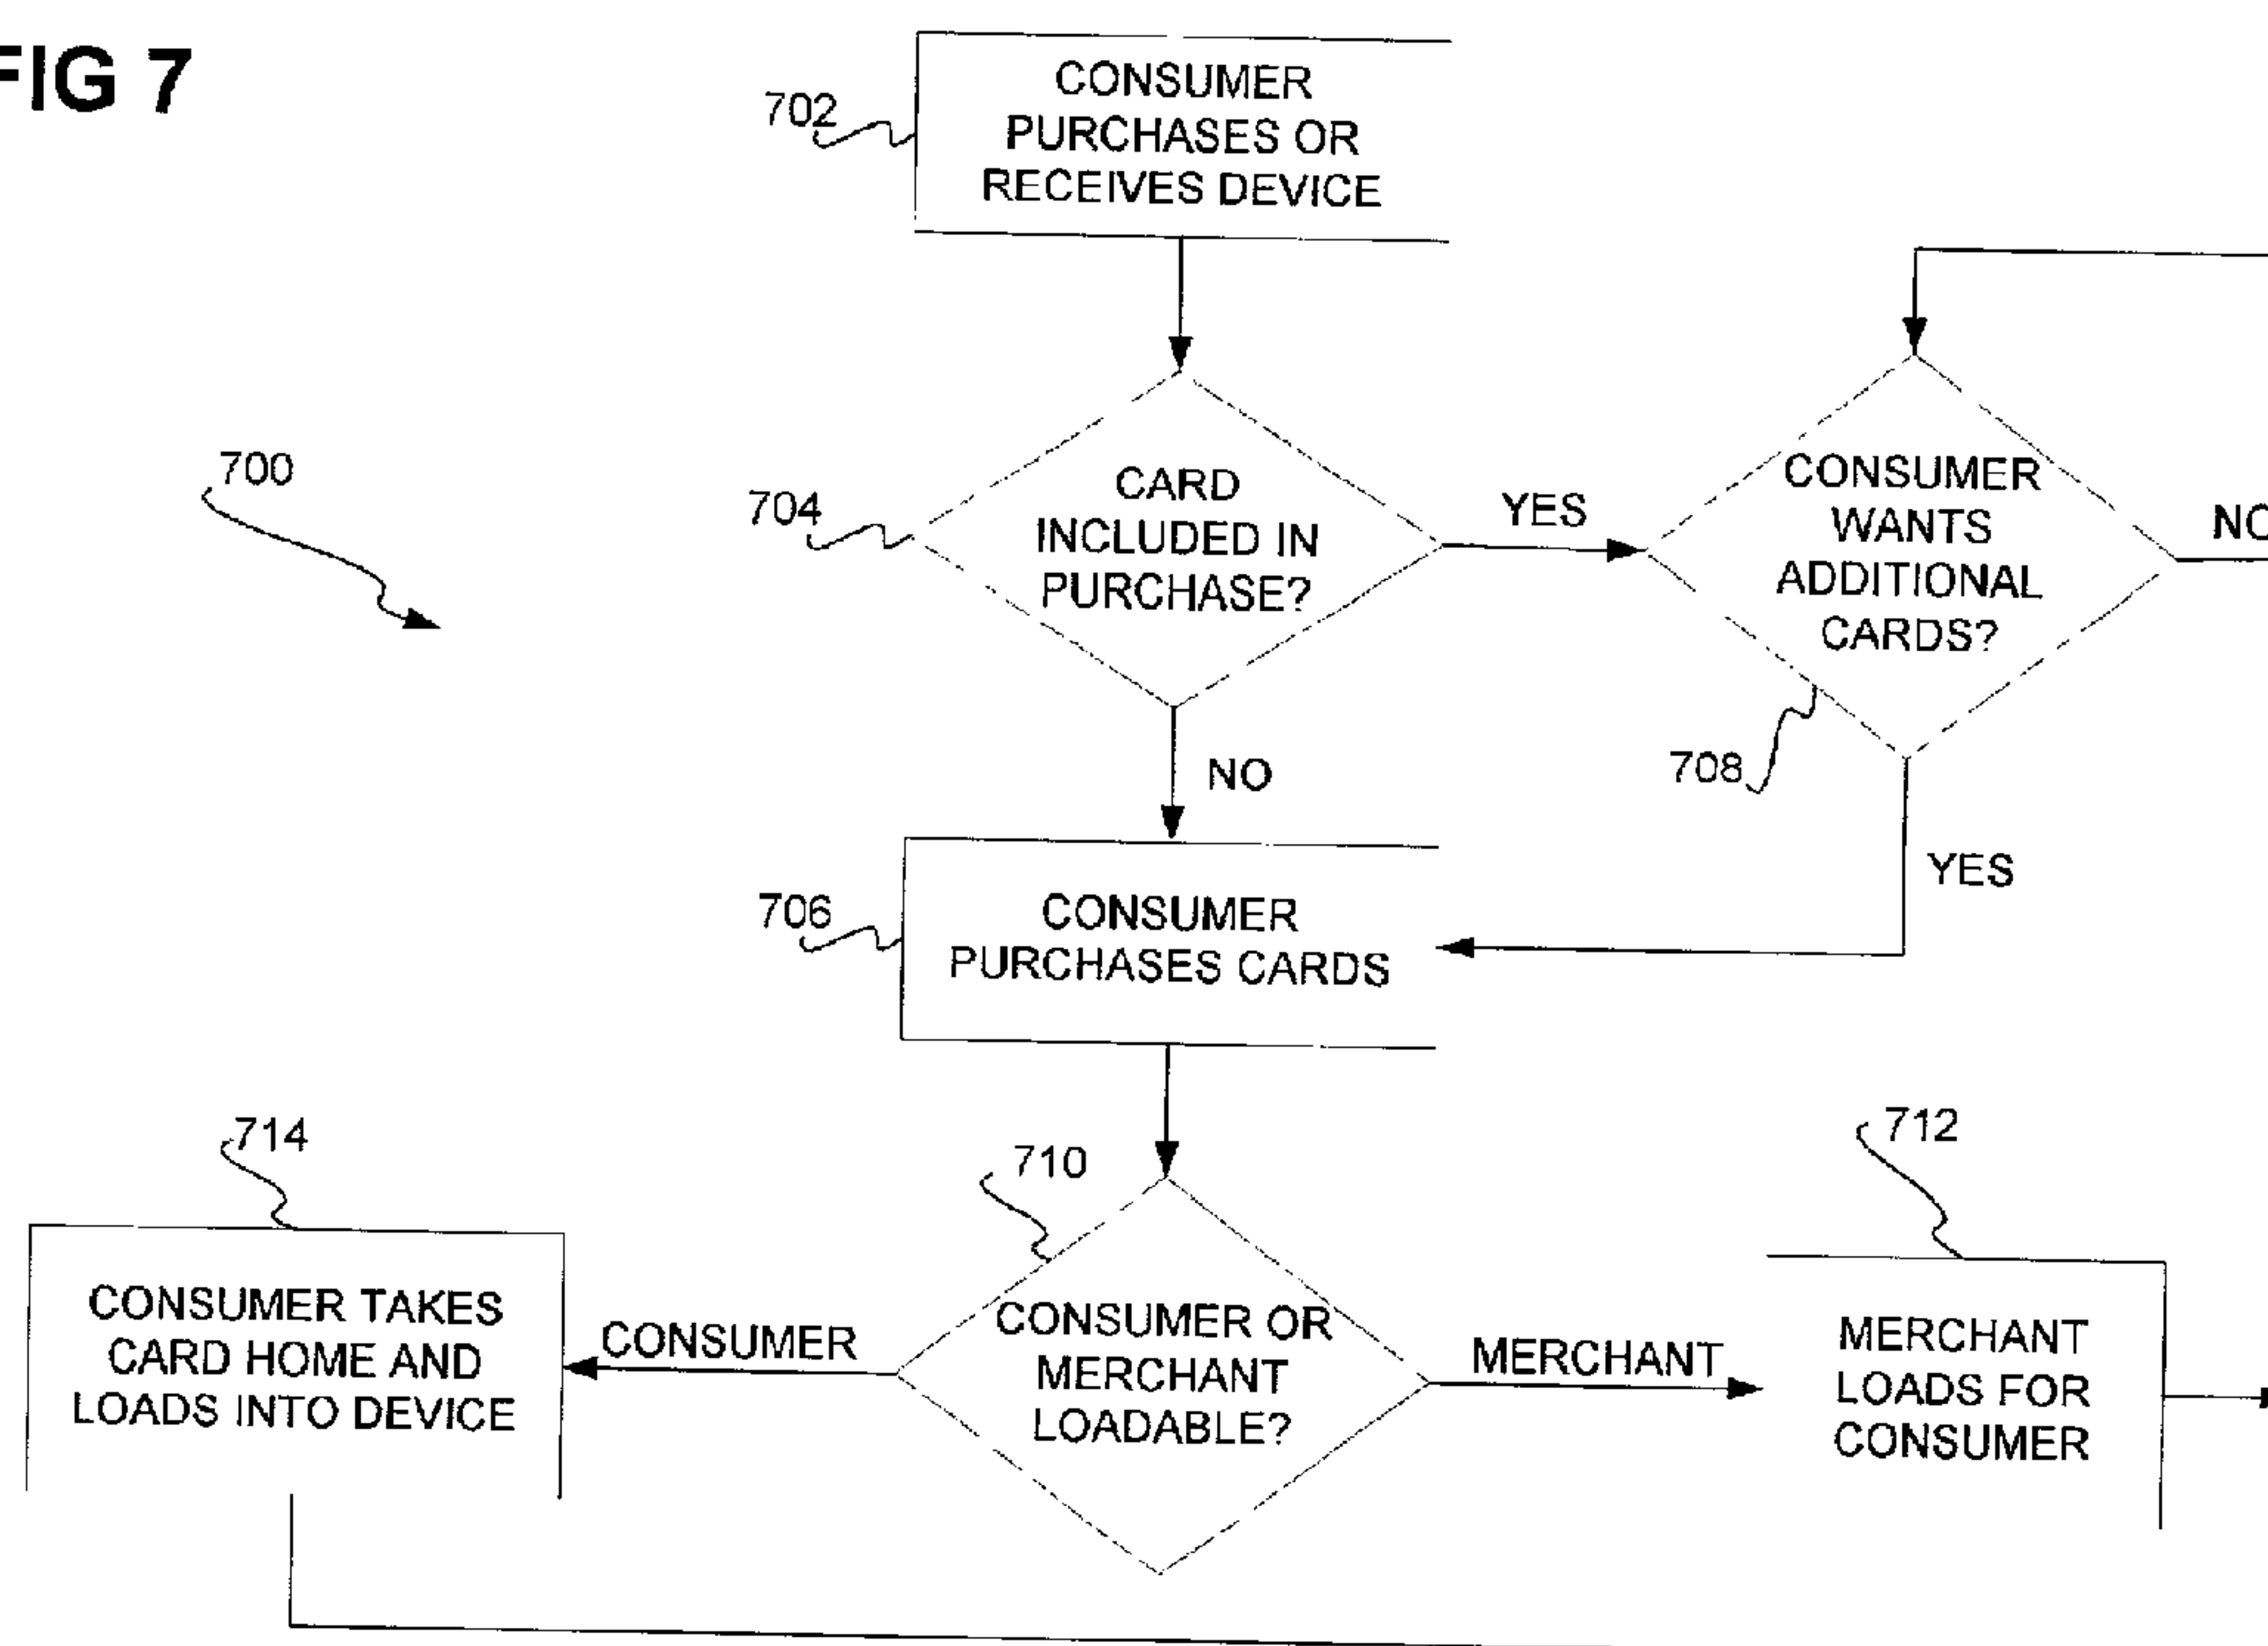 FIG 7
702
CONSUMER
PURCHASES OR
RECEIVES DEVICE
700
704
CARD
INCLUDED IN
PURCHASE?
YES
CONSUMER
WANTS
ADDITIONAL
CARDS?
NO
708
NO
YES
706
CONSUMER
PURCHASES CARDS
714
710
712
CONSUMER TAKES
CARD HOME AND
LOADS INTO DEVICE
CONSUMER
CONSUMER OR
MERCHANT
LOADABLE?
MERCHANT
MERCHANT
LOADS FOR
CONSUMER